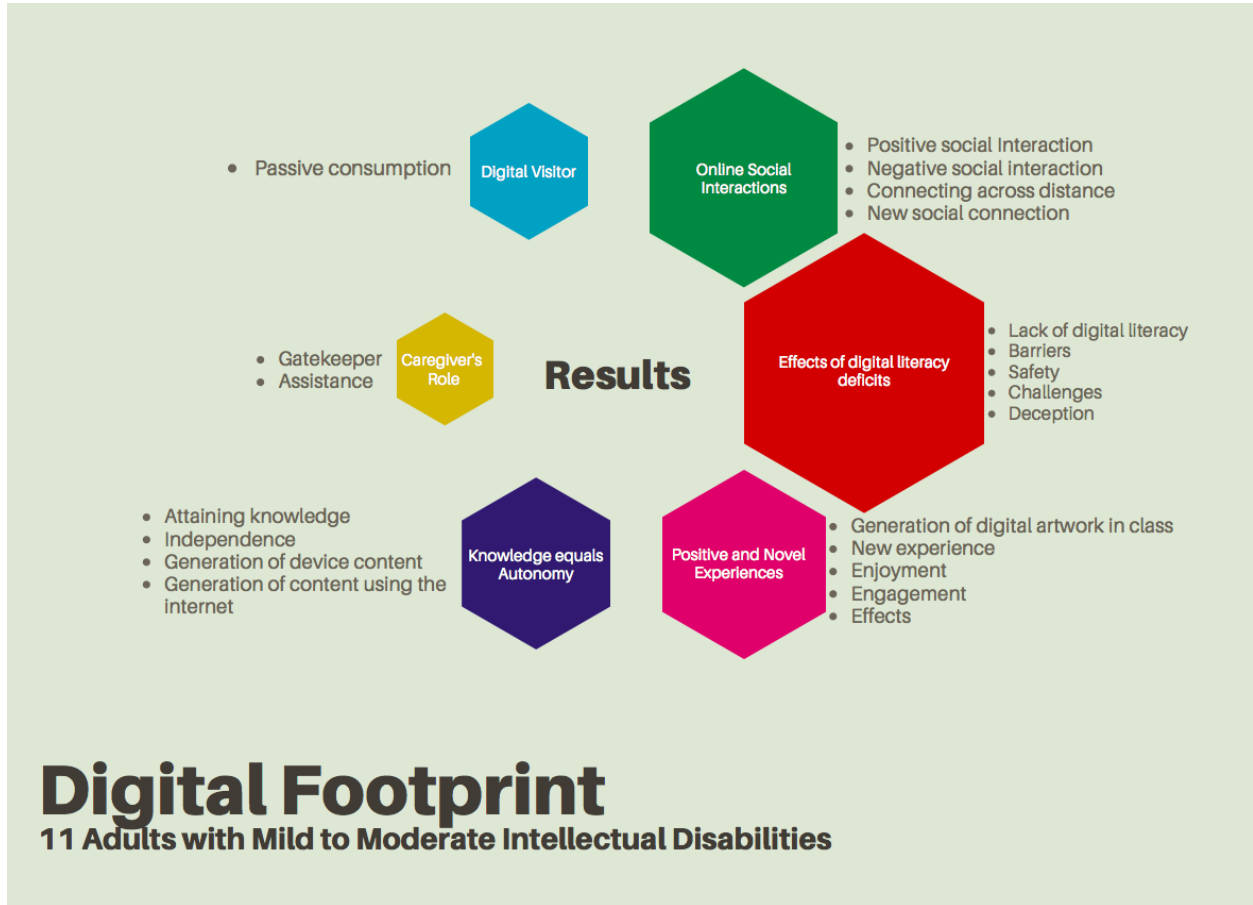 • Passive consumption
Digital Visitor
Online Social
Interactions
• Positive social Interaction
• Negative social interaction
• Connecting across distance
• New social connection
• Gatekeeper
• Assistance
Caregiver's
Role
Results
Effects of digital literacy
deficits
• Lack of digital literacy
• Barriers
• Safety
• Challenges
• Deception
• Attaining knowledge
• Independence
• Generation of device content
• Generation of content using the
internet
Knowledge equals
Autonomy
Positive and Novel
Experiences
• Generation of digital artwork in class
• New experience
• Enjoyment
• Engagement
• Effects
Digital Footprint
11 Adults with Mild to Moderate Intellectual Disabilities